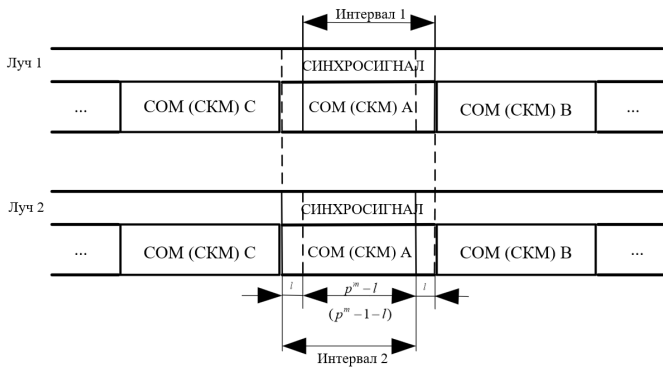 Интервал 1
Луч 1
СИНХРОСИГНАЛ
... СОМ (СКМ) С СОМ (СКМ) А СОМ (СКМ) В ...
Луч 2
СИНХРОСИГНАЛ
... СОМ (СКМ) С СОМ (СКМ) А СОМ (СКМ) В ...
l p^m − l l
(p^m − 1 − l)
Интервал 2